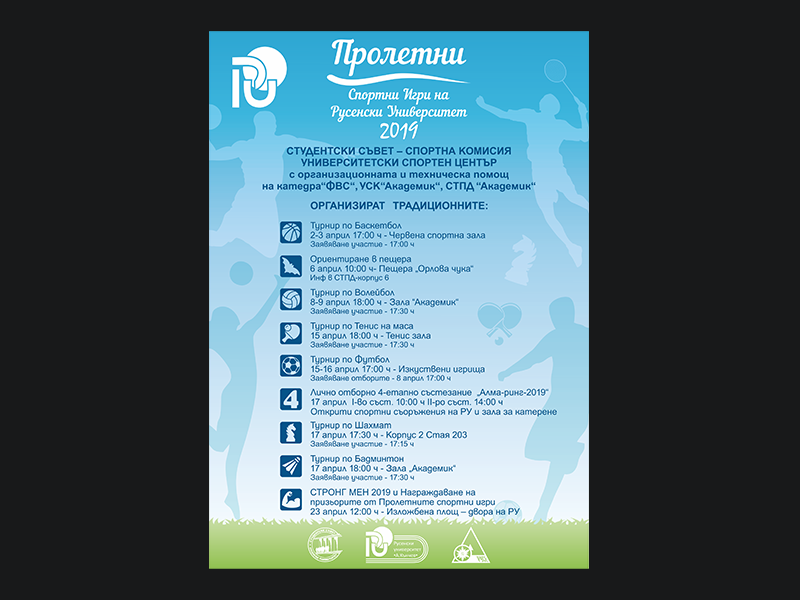 Пролетни
Спортни Игри на
Русенски Университет
2019
СТУДЕНТСКИ СЪВЕТ – СПОРТНА КОМИСИЯ
УНИВЕРСИТЕТСКИ СПОРТЕН ЦЕНТЪР
с организационната и техническа помощ
на катедра“ФВС“, УСК“Академик“, СТПД “Академик“
ОРГАНИЗИРАТ ТРАДИЦИОННИТЕ:
Турнир по Баскетбол
2-3 април 17:00 ч - Червена спортна зала
Заявяване участие - 17:00 ч
Ориентиране в пещера
6 април 10:00 ч- Пещера „Орлова чука“
Инф в СТПД-корпус 6
Турнир по Волейбол
8-9 април 18:00 ч - Зала “Академик“
Заявяване участие - 17:30 ч
Турнир по Тенис на маса
15 април 18:00 ч - Тенис зала
Заявяване участие - 17:30 ч
Турнир по Футбол
15-16 април 17:00 ч - Изкуствени игрища
Заявяване отборите - 8 април 17:00 ч
4
Лично отборно 4-етапно състезание „Алма-ринг-2019“
17 април I-во съст. 10:00 ч II-ро съст. 14:00 ч
Открити спортни съоръжения на РУ и зала за катерене
Турнир по Шахмат
17 април 17:30 ч - Корпус 2 Стая 203
Заявяване участие - 17:15 ч
Турнир по Бадминтон
17 април 18:00 ч - Зала „Академик“
Заявяване участие - 17:30 ч
СТРОНГ МЕН 2019 и Награждаване на
призьорите от Пролетните спортни игри
23 април 12:00 ч - Изложбена площ – двора на РУ
Русенски
университет